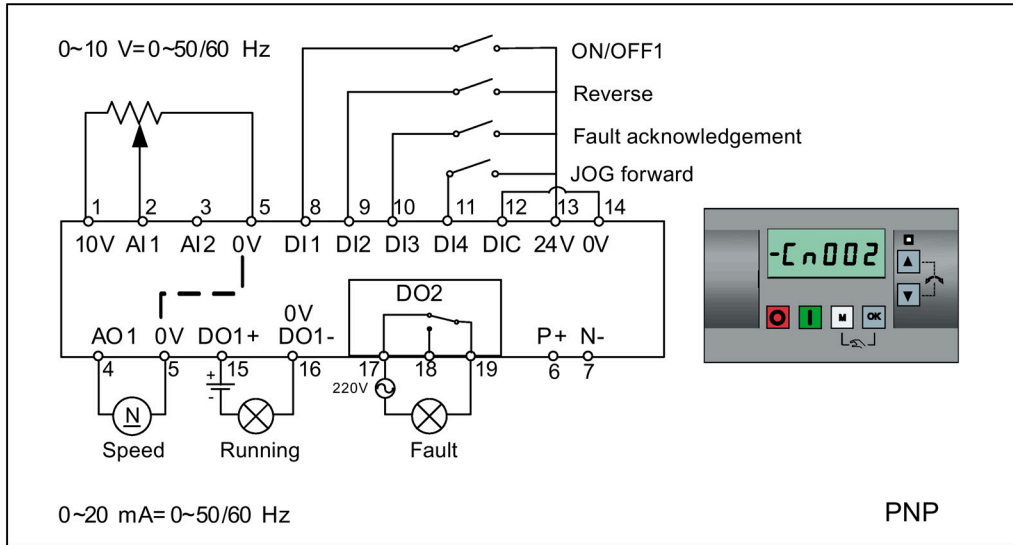 0~10 V=0~50/60 Hz
ON/OFF1
Reverse
Fault acknowledgement
JOG forward
1 2 3 5 8 9 10 11 12 13 14
10V AI1 AI2 0V DI1 DI2 DI3 DI4 DIC 24V 0V
-Cn002
M OK
DO2
0V
AO1 0V DO1+ DO1- P+ N-
4 5 15 16 17 18 19 6 7
+
-
220V
N
Speed Running Fault
0~20 mA=0~50/60 Hz
PNP